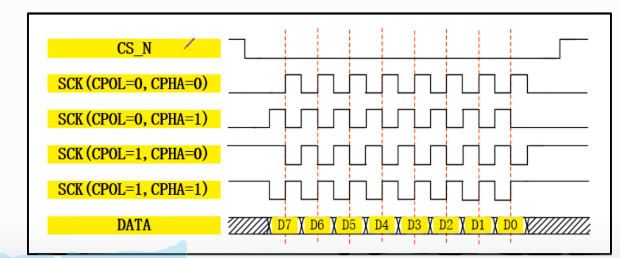 CS_N
SCK(CPOL=0,CPHA=0)
SCK(CPOL=0,CPHA=1)
SCK(CPOL=1,CPHA=0)
SCK(CPOL=1,CPHA=1)
DATA D7 D6 D5 D4 D3 D2 D1 D0